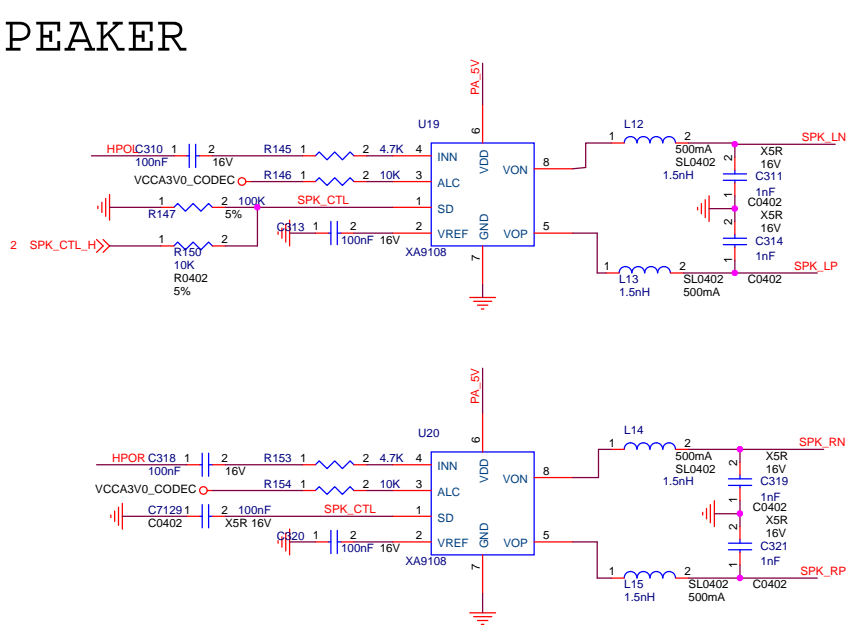 PEAKER
PA_5V
U19
6
VDD
HPOL C310 1 2
100nF 16V
R145 1 2 4.7K 4 INN
VCCA3V0_CODEC
R146 1 2 10K 3 ALC
R147 1 2 100K
5%
SPK_CTL 1 SD
2 SPK_CTL_H
R150 1 2
10K
R0402
5%
C313 1 2
100nF 16V
2 VREF
GND
7
XA9108
VON 8
VOP 5
L12
1 2
500mA
SL0402
1.5nH
SPK_LN
X5R
16V
2
C311
1
1nF
C0402
X5R
16V
2
C314
1
1nF
SPK_LP
1 2
L13
1.5nH
SL0402
500mA
C0402
PA_5V
U20
6
VDD
HPOR C318 1 2
100nF 16V
R153 1 2 4.7K 4 INN
VCCA3V0_CODEC
R154 1 2 10K 3 ALC
C7129 1 2 100nF
C0402 X5R 16V
SPK_CTL 1 SD
C320 1 2
100nF 16V
2 VREF
GND
7
XA9108
VON 8
VOP 5
L14
1 2
500mA
SL0402
1.5nH
SPK_RN
X5R
16V
2
C319
1
1nF
C0402
X5R
16V
2
C321
1
1nF
SPK_RP
1 2
L15
1.5nH
SL0402
500mA
C0402